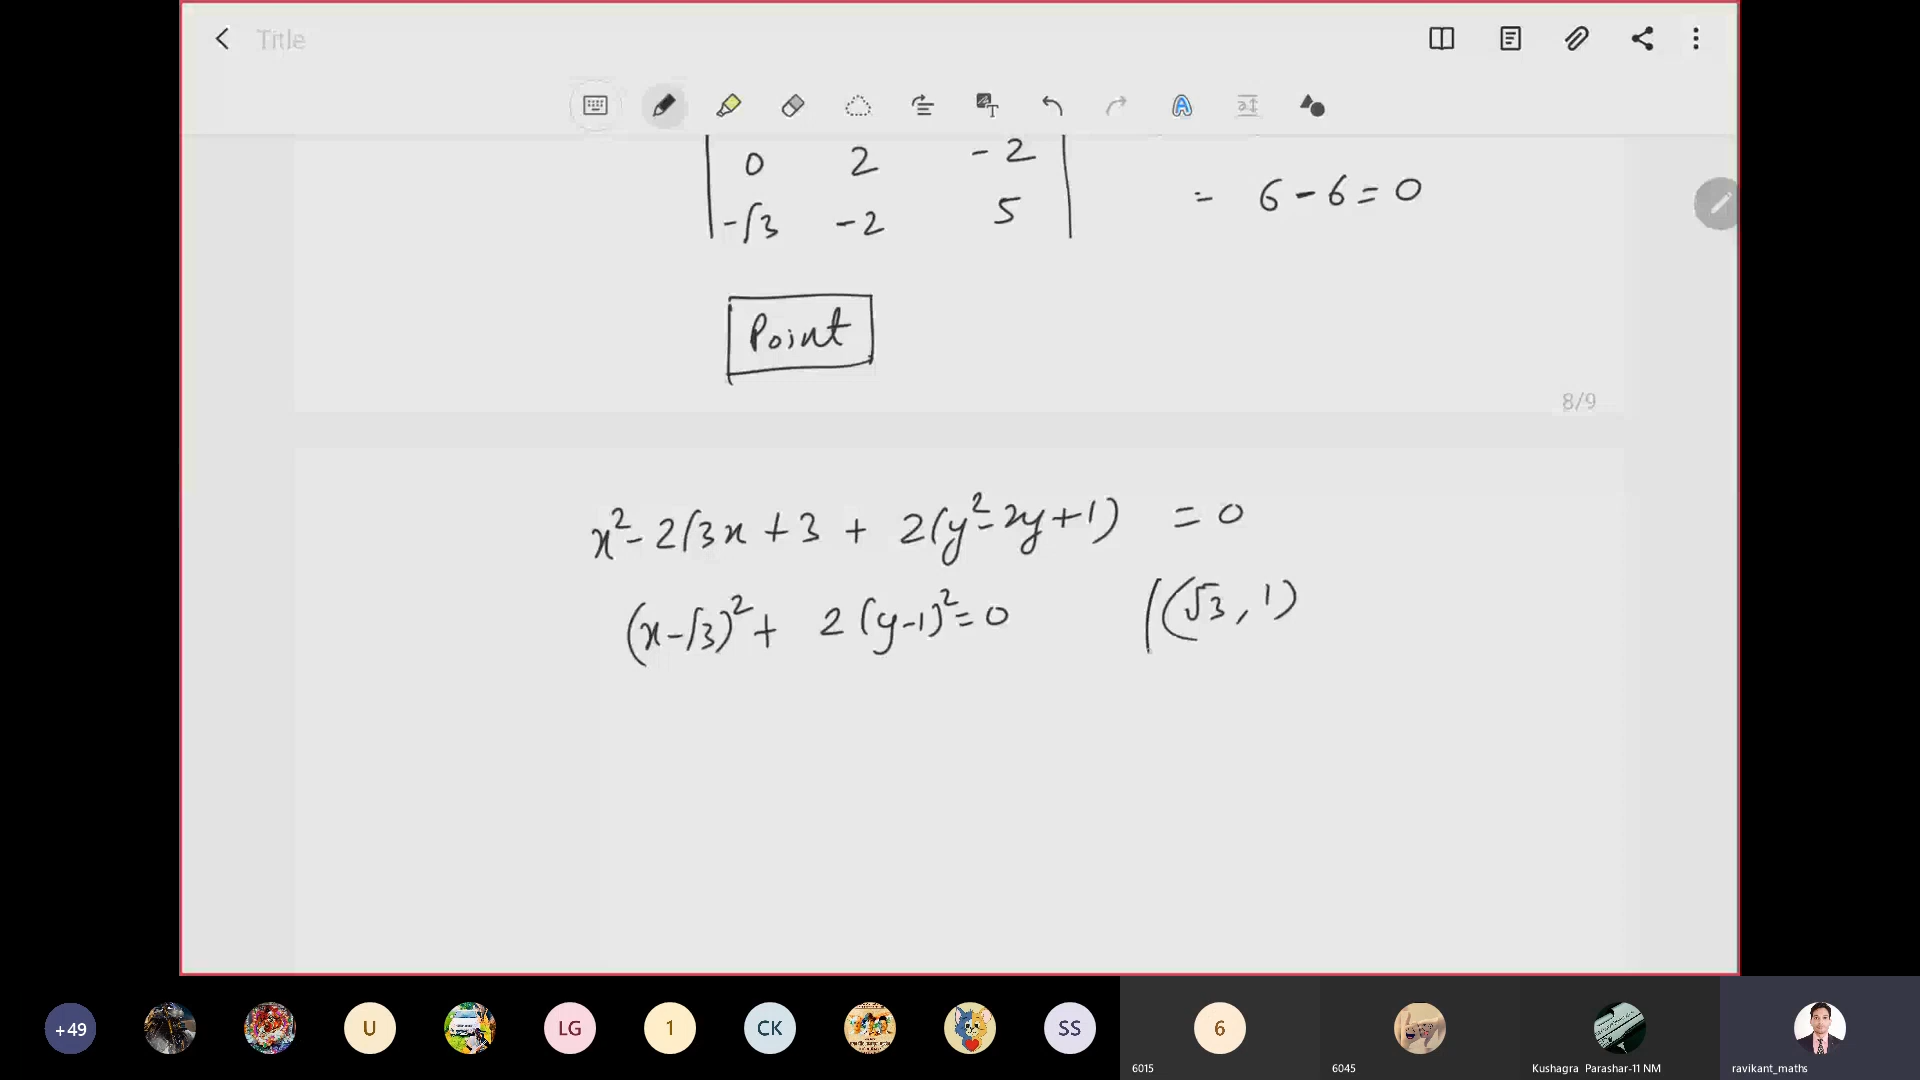 Title
0 2 -2
-√3 -2 5
= 6-6=0
Point
8/9
x²-2√3x+3 + 2(y²-2y+1) =0
(x-√3)²+ 2(y-1)²=0 (√3, 1)
+49 U LG 1 CK SS 6
6015 6045 Kushagra Parashar-11 NM ravikant_maths